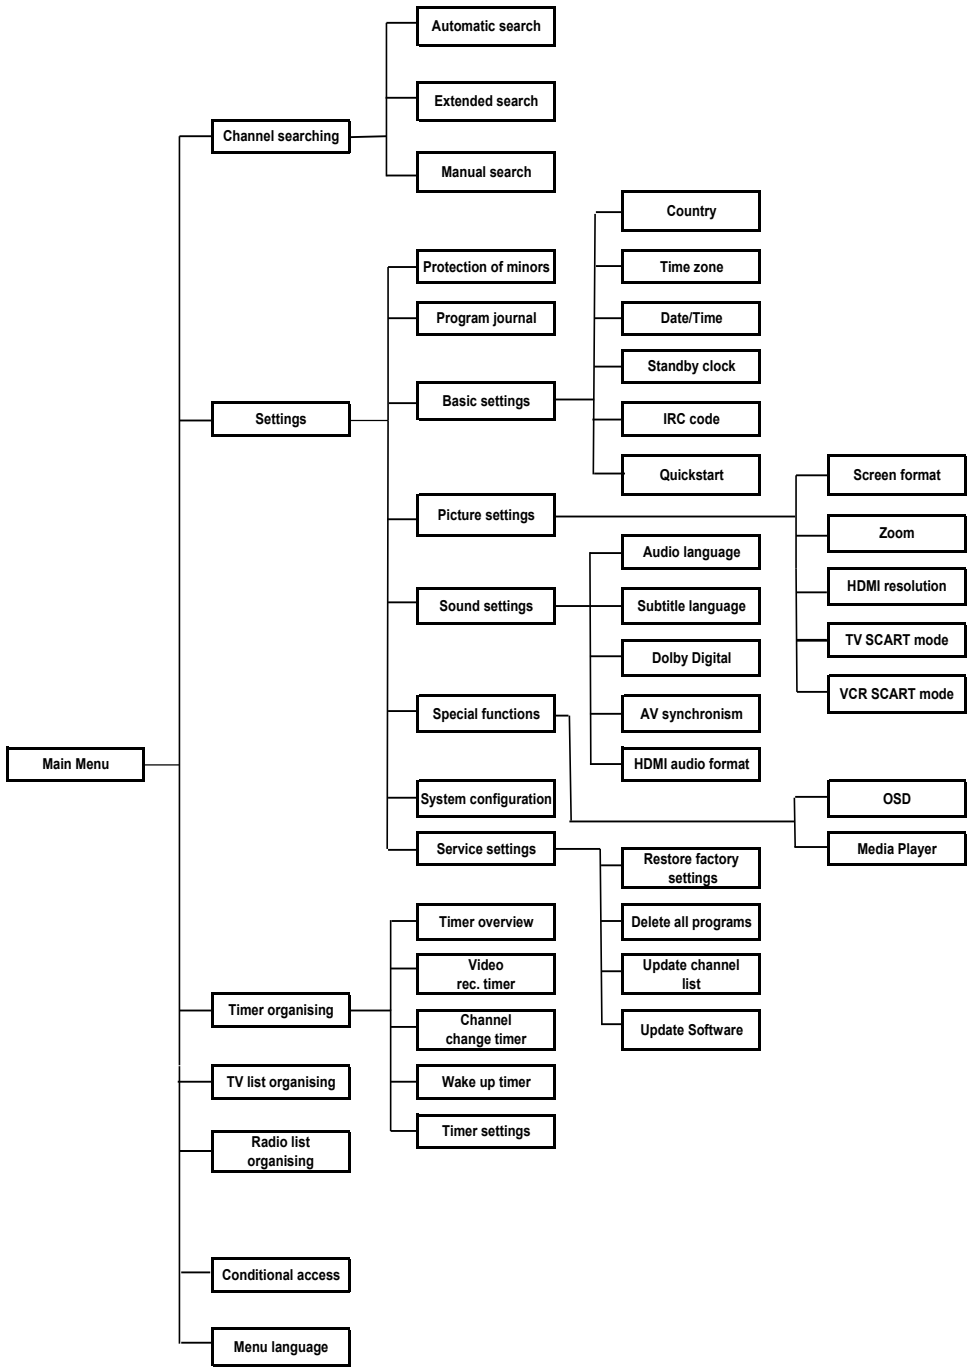 Automatic search
Extended search
Channel searching
Manual search
Country
Protection of minors
Time zone
Program journal
Date/Time
Standby clock
Basic settings
Settings
IRC code
Quickstart
Screen format
Picture settings
Zoom
Audio language
HDMI resolution
Sound settings
Subtitle language
TV SCART mode
Dolby Digital
VCR SCART mode
Special functions
AV synchronism
Main Menu
HDMI audio format
System configuration
OSD
Service settings
Media Player
Restore factory
settings
Timer overview
Delete all programs
Video
rec. timer
Update channel
list
Timer organising
Channel
change timer
Update Software
TV list organising
Wake up timer
Timer settings
Radio list
organising
Conditional access
Menu language